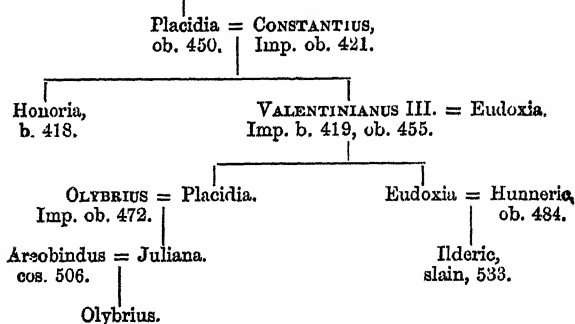 Placidia = CONSTANTIUS,
ob. 450. Imp. ob. 421.
Honoria, VALENTINIANUS III. = Eudoxia.
b. 418. Imp. b. 419, ob. 455.
OLYBRIUS = Placidia. Eudoxia = Hunneric,
Imp. ob. 472. ob. 484.
Areobindus = Juliana. Ilderic,
cos. 506. slain, 533.
Olybrius.